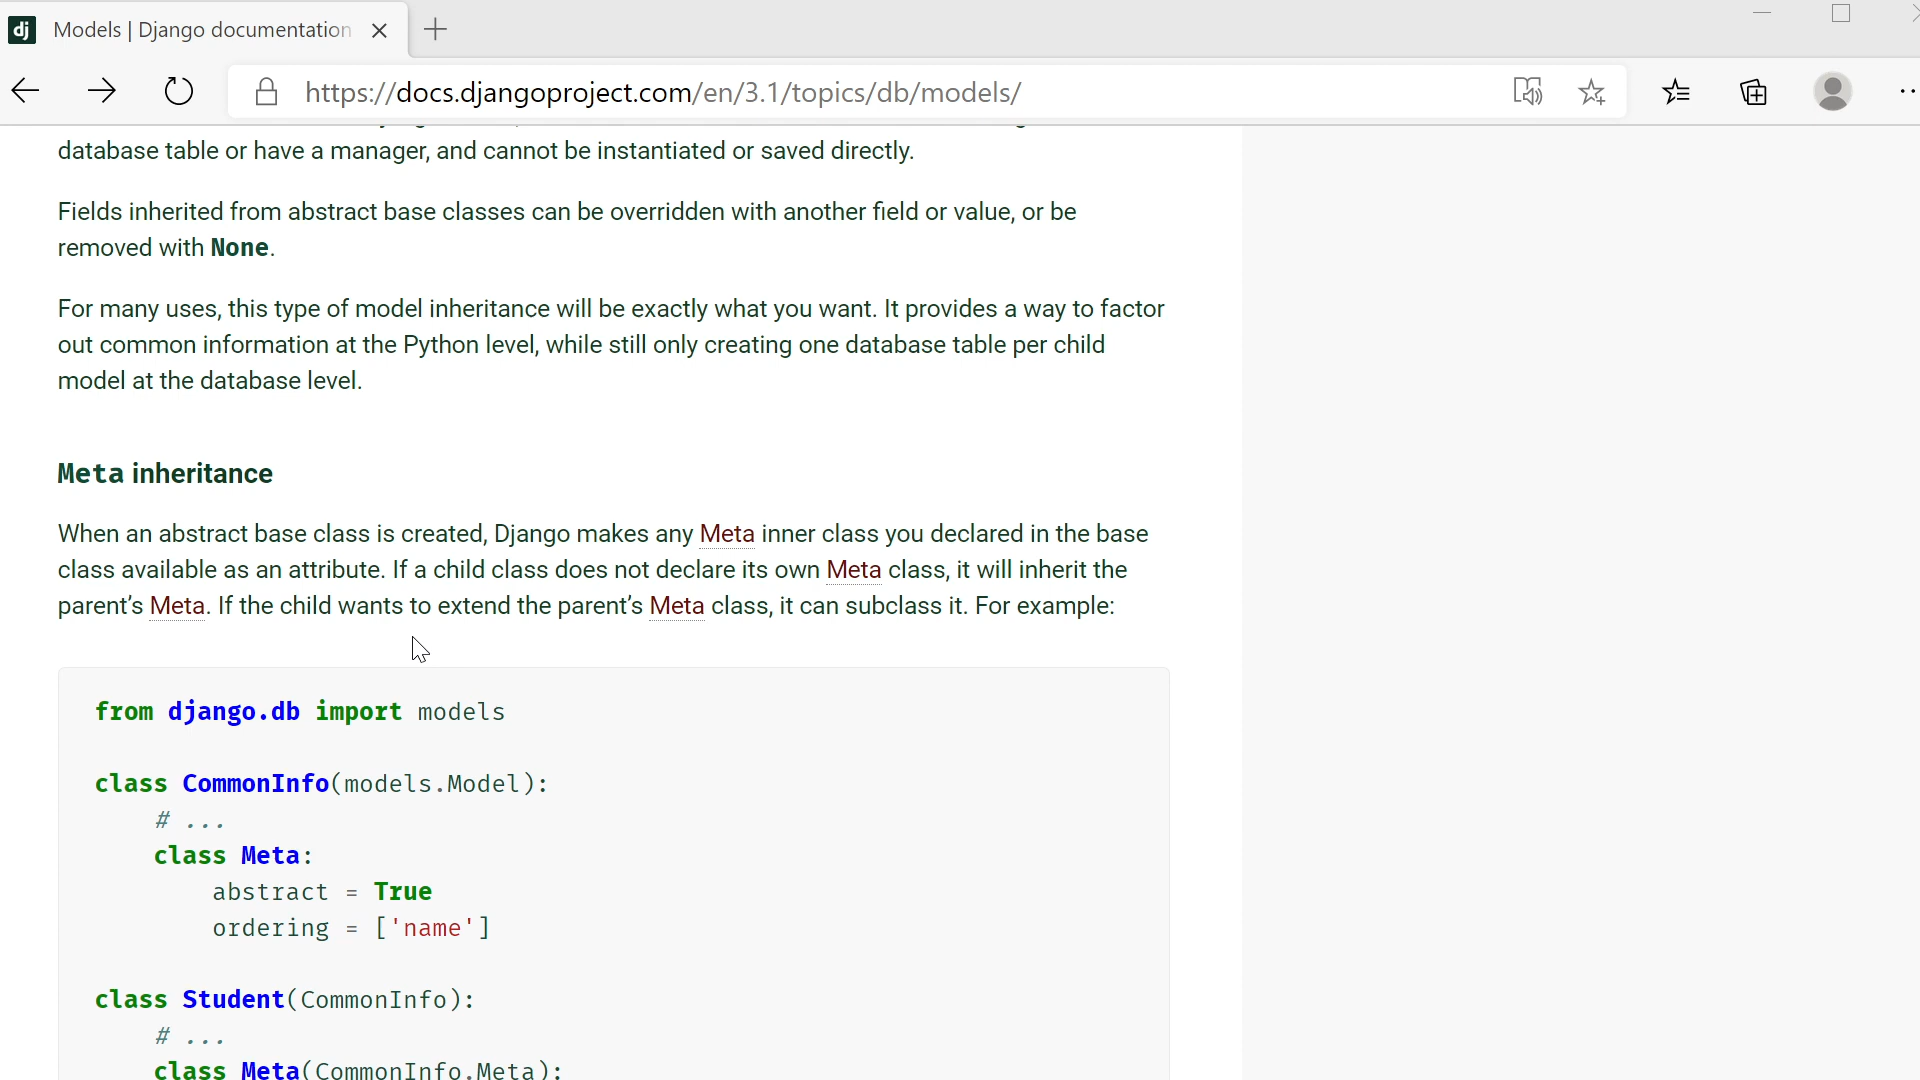 dj Models | Django documentation
https://docs.djangoproject.com/en/3.1/topics/db/models/
database table or have a manager, and cannot be instantiated or saved directly.
Fields inherited from abstract base classes can be overridden with another field or value, or be
removed with None.
For many uses, this type of model inheritance will be exactly what you want. It provides a way to factor
out common information at the Python level, while still only creating one database table per child
model at the database level.
Meta inheritance
When an abstract base class is created, Django makes any Meta inner class you declared in the base
class available as an attribute. If a child class does not declare its own Meta class, it will inherit the
parent’s Meta. If the child wants to extend the parent’s Meta class, it can subclass it. For example:
from django.db import models
class CommonInfo(models.Model):
# ...
class Meta:
abstract = True
ordering = ['name']
class Student(CommonInfo):
# ...
class Meta(CommonInfo.Meta):